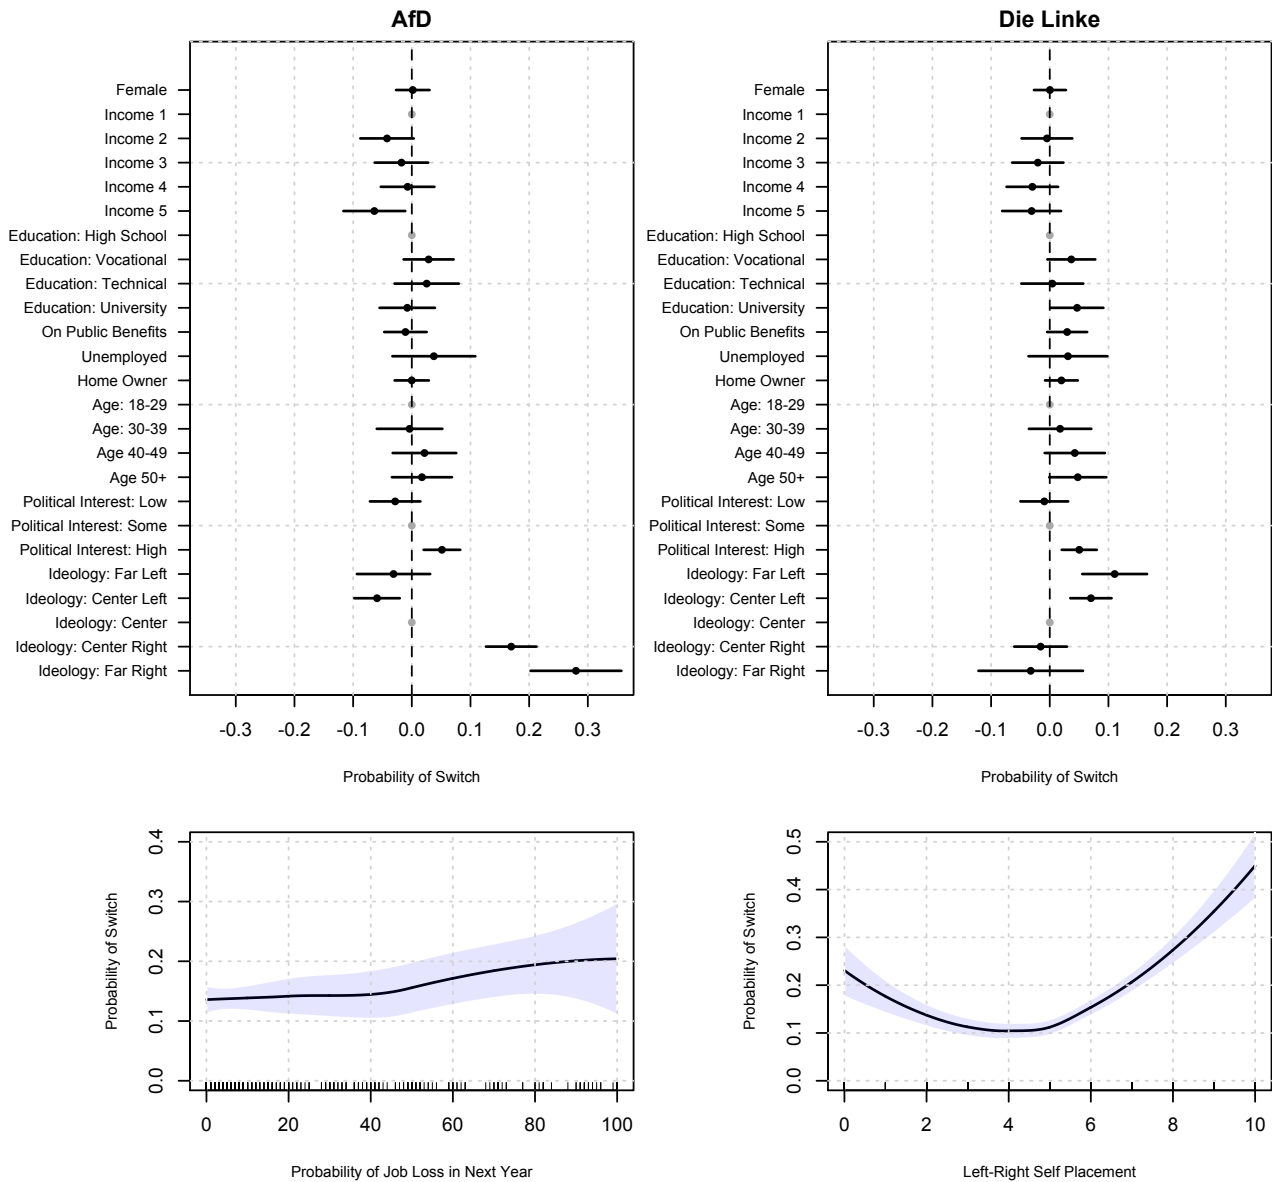 AfD
Female
Income 1
Income 2
Income 3
Income 4
Income 5
Education: High School
Education: Vocational
Education: Technical
Education: University
On Public Benefits
Unemployed
Home Owner
Age: 18-29
Age: 30-39
Age 40-49
Age 50+
Political Interest: Low
Political Interest: Some
Political Interest: High
Ideology: Far Left
Ideology: Center Left
Ideology: Center
Ideology: Center Right
Ideology: Far Right
-0.3 -0.2 -0.1 0.0 0.1 0.2 0.3
Probability of Switch
Die Linke
Female
Income 1
Income 2
Income 3
Income 4
Income 5
Education: High School
Education: Vocational
Education: Technical
Education: University
On Public Benefits
Unemployed
Home Owner
Age: 18-29
Age: 30-39
Age 40-49
Age 50+
Political Interest: Low
Political Interest: Some
Political Interest: High
Ideology: Far Left
Ideology: Center Left
Ideology: Center
Ideology: Center Right
Ideology: Far Right
-0.3 -0.2 -0.1 0.0 0.1 0.2 0.3
Probability of Switch
Probability of Switch
0.0 0.1 0.2 0.3 0.4
0 20 40 60 80 100
Probability of Job Loss in Next Year
Probability of Switch
0.0 0.1 0.2 0.3 0.4 0.5
0 2 4 6 8 10
Left-Right Self Placement